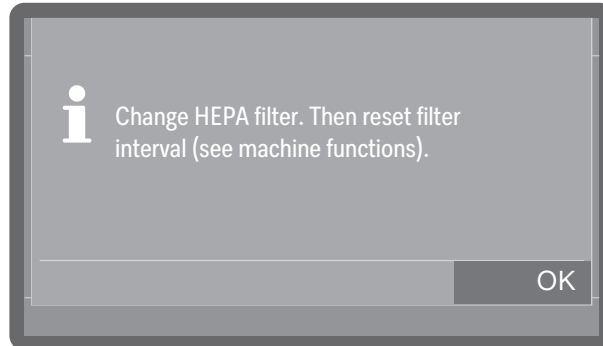 i
Change HEPA filter. Then reset filter
interval (see machine functions).
OK